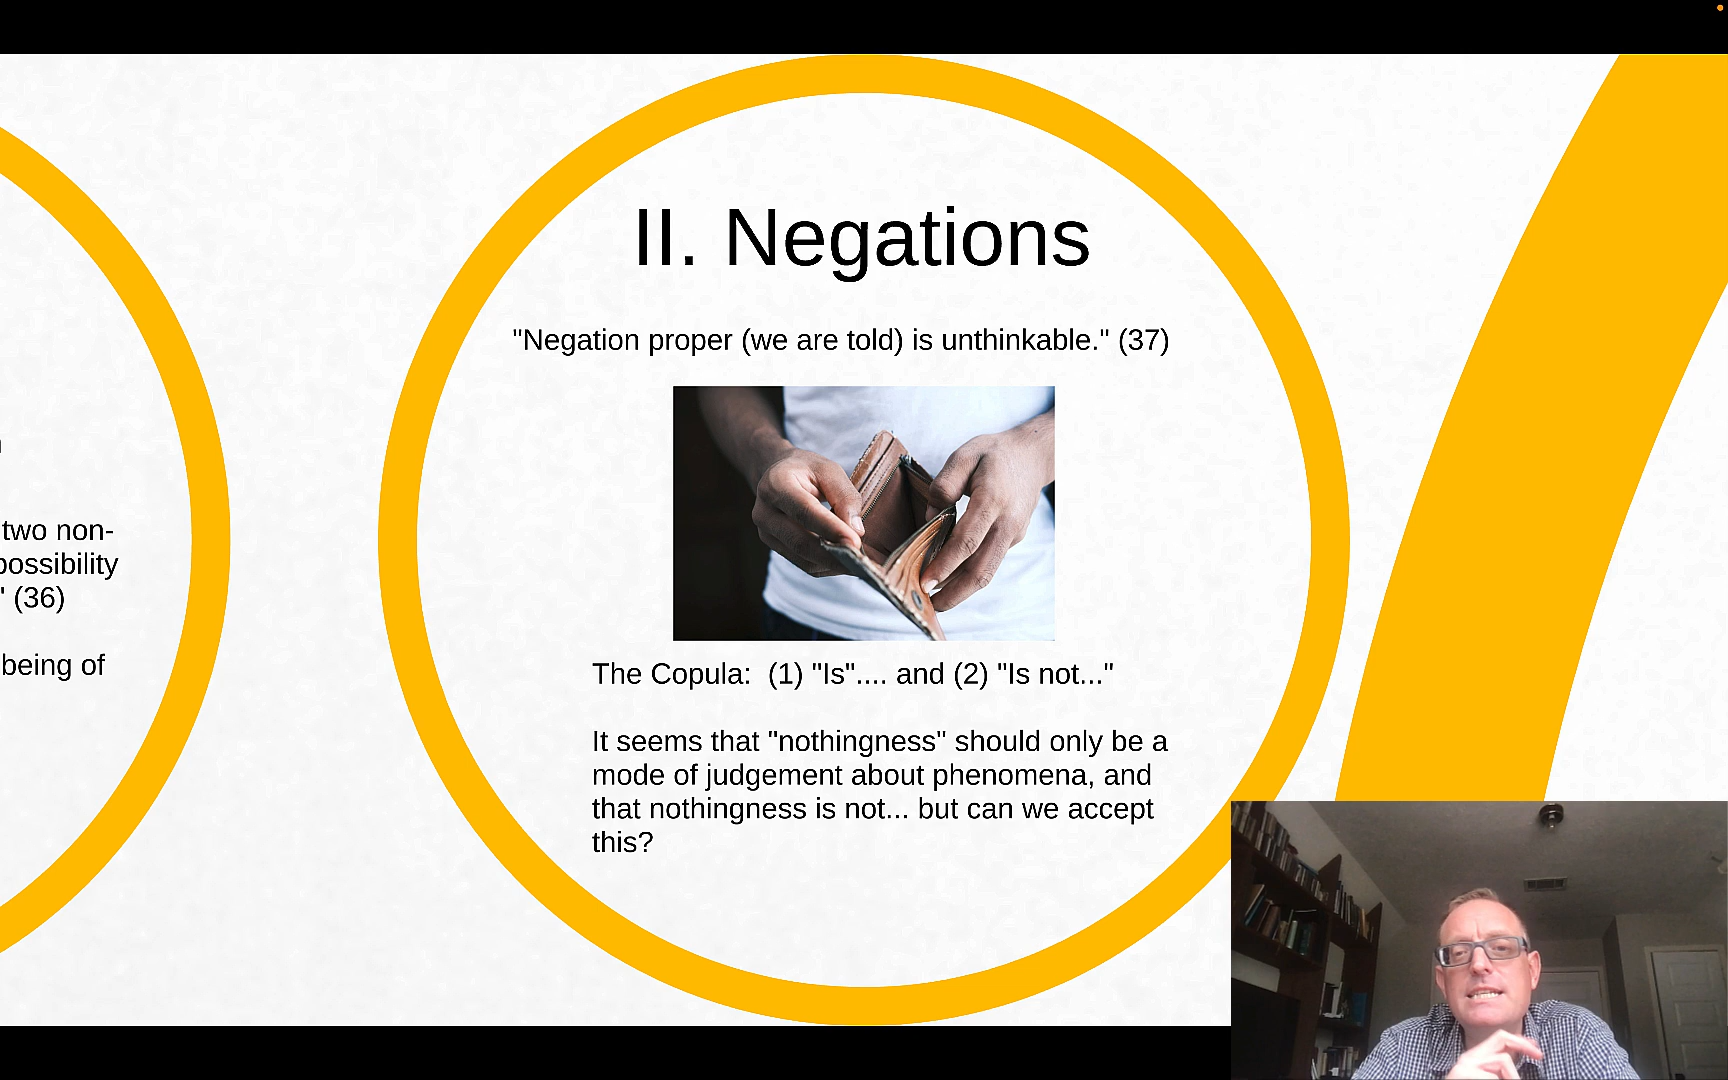 two non-
possibility
" (36)
being of
II. Negations
"Negation proper (we are told) is unthinkable." (37)
The Copula:  (1) "Is".... and (2) "Is not..."
It seems that "nothingness" should only be a
mode of judgement about phenomena, and
that nothingness is not... but can we accept
this?